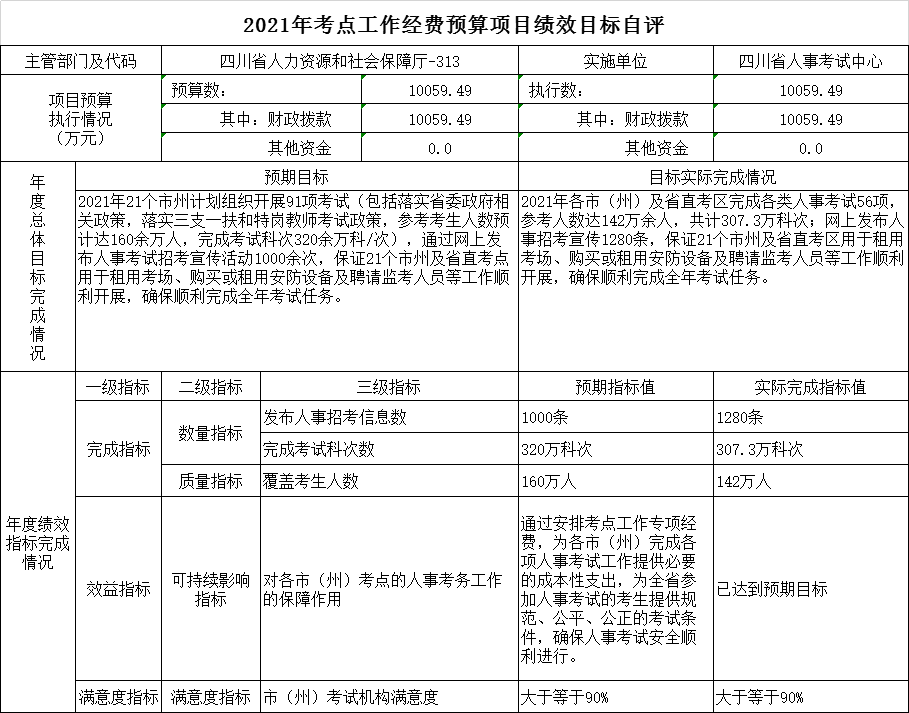 2021年考点工作经费预算项目绩效目标自评
主管部门及代码 四川省人力资源和社会保障厅-313 实施单位 四川省人事考试中心
项目预算
执行情况
（万元）
预算数： 10059.49 执行数： 10059.49
其中：财政拨款 10059.49 其中：财政拨款 10059.49
其他资金 0.0 其他资金 0.0
年度总体目标完成情况
预期目标 目标实际完成情况
2021年21个市州计划组织开展91项考试（包括落实省委政府相
关政策，落实三支一扶和特岗教师考试政策，参考考生人数预
计达160余万人，完成考试科次320余万科/次），通过网上发
布人事考试招考宣传活动1000余次，保证21个市州及省直考点
用于租用考场、购买或租用安防设备及聘请监考人员等工作顺
利开展，确保顺利完成全年考试任务。
2021年各市（州）及省直考区完成各类人事考试56项，
参考人数达142万余人，共计307.3万科次；网上发布人
事招考宣传1280条，保证21个市州及省直考区用于租用
考场、购买或租用安防设备及聘请监考人员等工作顺利
开展，确保顺利完成全年考试任务。
年度绩效
指标完成
情况
一级指标 二级指标 三级指标 预期指标值 实际完成指标值
完成指标
数量指标
发布人事招考信息数 1000条 1280条
完成考试科次数 320万科次 307.3万科次
质量指标 覆盖考生人数 160万人 142万人
效益指标
可持续影响
指标
对各市（州）考点的人事考务工作
的保障作用
通过安排考点工作专项经
费，为各市（州）完成各
项人事考试工作提供必要
的成本性支出，为全省参
加人事考试的考生提供规
范、公平、公正的考试条
件，确保人事考试安全顺
利进行。
已达到预期目标
满意度指标 满意度指标 市（州）考试机构满意度 大于等于90% 大于等于90%